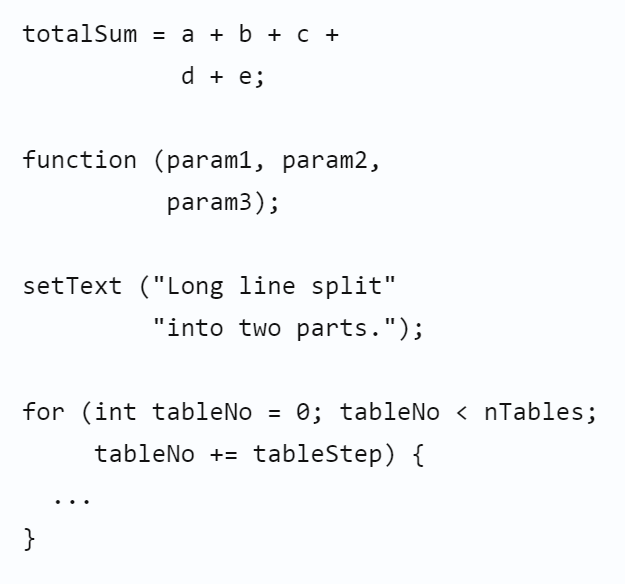 totalSum = a + b + c +
           d + e;

function (param1, param2,
          param3);

setText ("Long line split"
         "into two parts.");

for (int tableNo = 0; tableNo < nTables;
     tableNo += tableStep) {
  ...
}